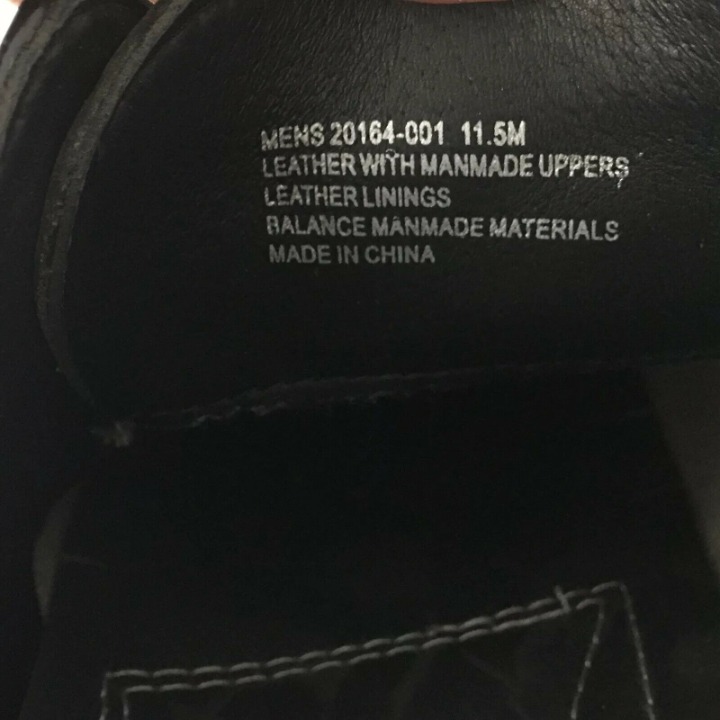 MENS 20164-001 11.5M
LEATHER WITH MANMADE UPPERS
LEATHER LININGS
BALANCE MANMADE MATERIALS
MADE IN CHINA